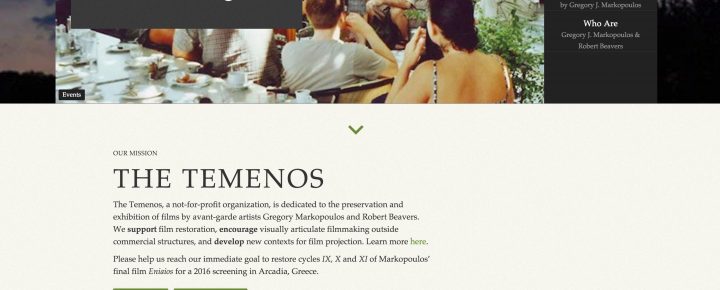 by Gregory J. Markopoulos
Who Are
Gregory J. Markopoulos &
Robert Beavers
Events
OUR MISSION
THE TEMENOS
The Temenos, a not-for-profit organization, is dedicated to the preservation and
exhibition of films by avant-garde artists Gregory Markopoulos and Robert Beavers.
We support film restoration, encourage visually articulate filmmaking outside
commercial structures, and develop new contexts for film projection. Learn more here.
Please help us reach our immediate goal to restore cycles IX, X and XI of Markopoulos'
final film Eniaios for a 2016 screening in Arcadia, Greece.